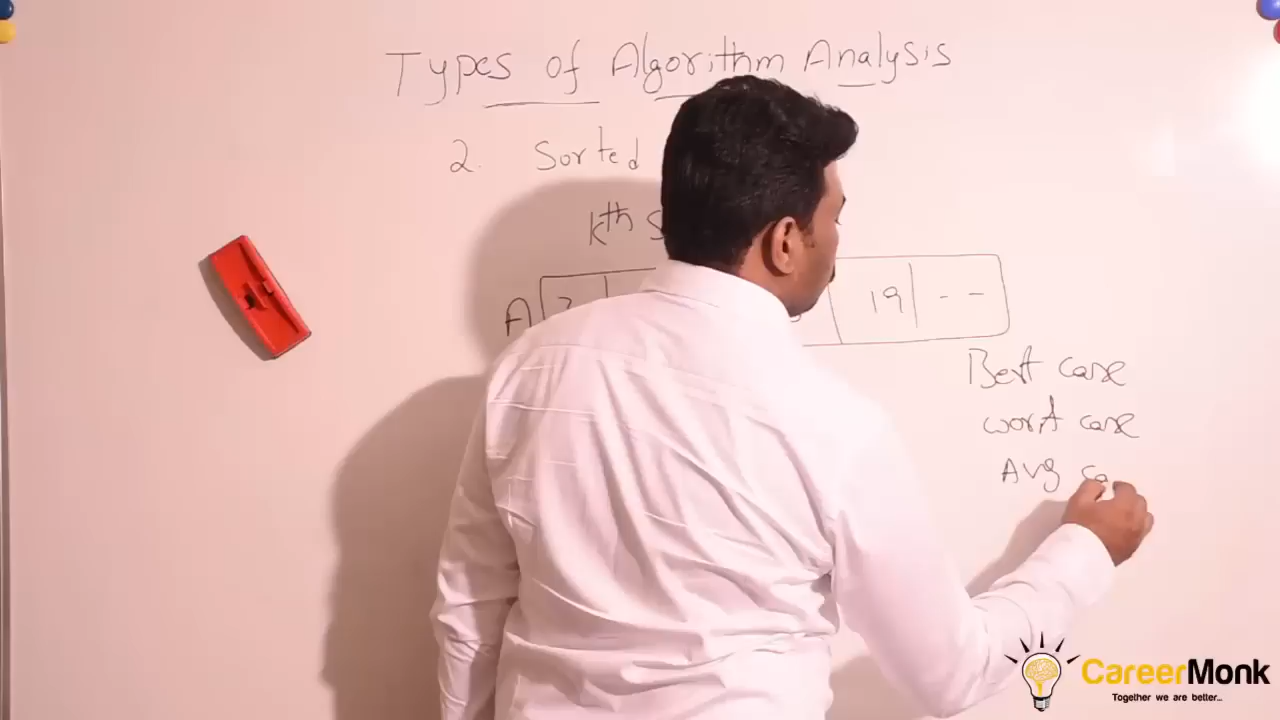 Types of Algorithm Analysis
2. Sorted
kth S
A 19 - -
Best case
worst case
Avg ca
CareerMonk
Together we are better...